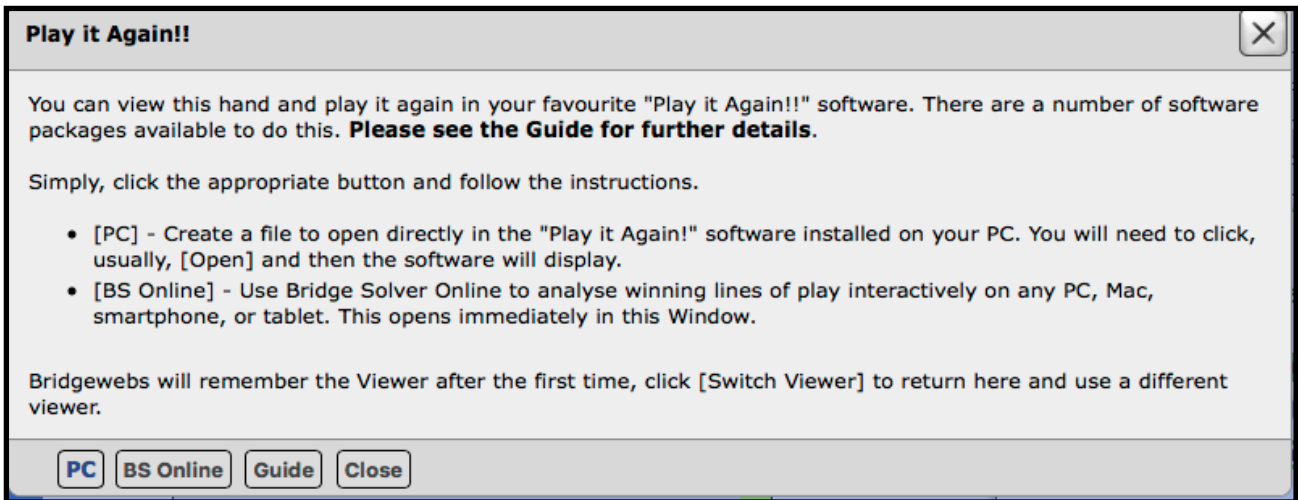 Play it Again!!
You can view this hand and play it again in your favourite "Play it Again!!" software. There are a number of software
packages available to do this. Please see the Guide for further details.
Simply, click the appropriate button and follow the instructions.
• [PC] - Create a file to open directly in the "Play it Again!" software installed on your PC. You will need to click,
usually, [Open] and then the software will display.
• [BS Online] - Use Bridge Solver Online to analyse winning lines of play interactively on any PC, Mac,
smartphone, or tablet. This opens immediately in this Window.
Bridgewebs will remember the Viewer after the first time, click [Switch Viewer] to return here and use a different
viewer.
PC BS Online Guide Close